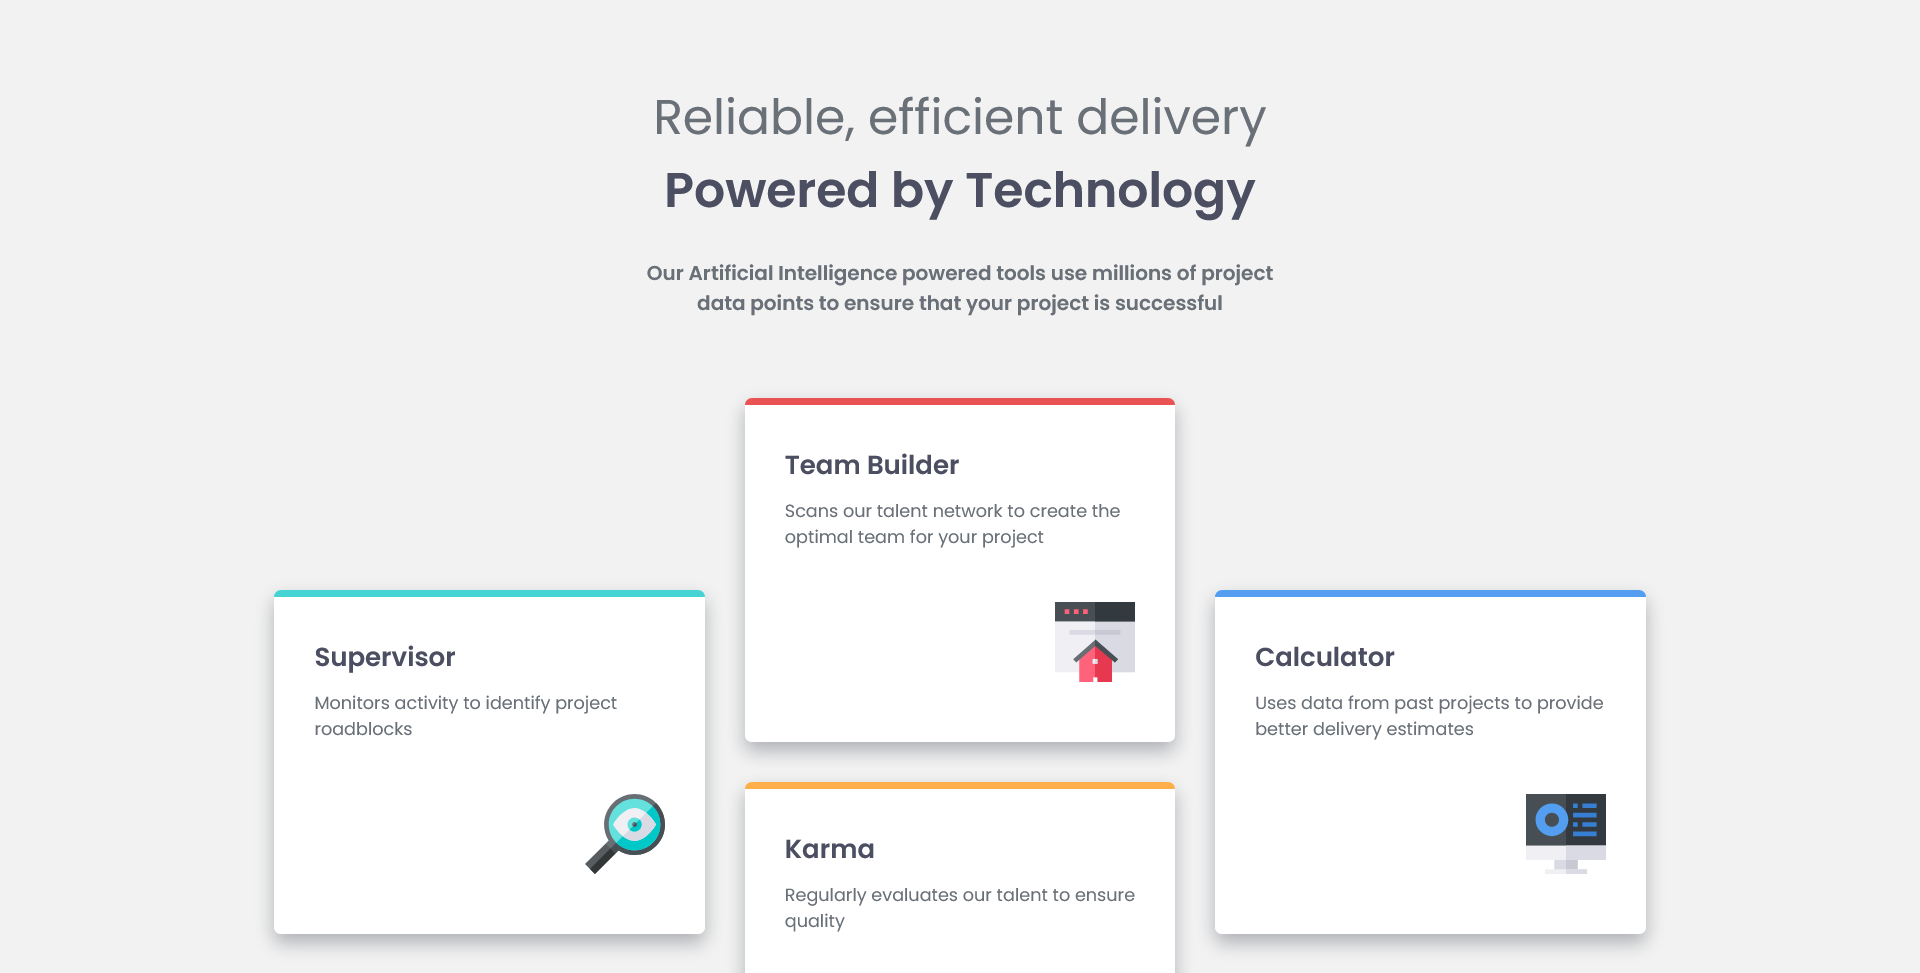 Reliable, efficient delivery
Powered by Technology
Our Artificial Intelligence powered tools use millions of project
data points to ensure that your project is successful
Team Builder
Scans our talent network to create the
optimal team for your project
Supervisor
Monitors activity to identify project
roadblocks
Calculator
Uses data from past projects to provide
better delivery estimates
Karma
Regularly evaluates our talent to ensure
quality